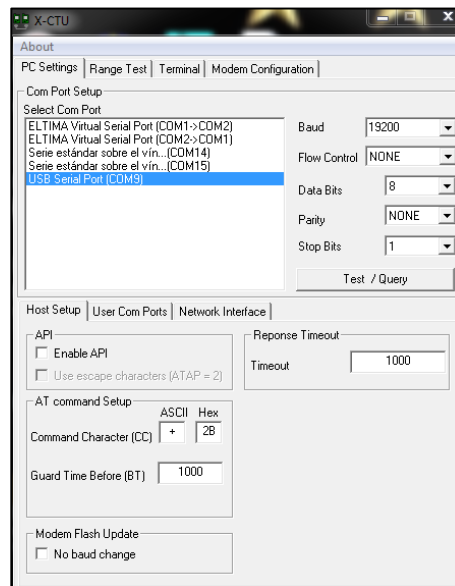 X-CTU
About
PC Settings Range Test Terminal Modem Configuration
Com Port Setup
Select Com Port
ELTIMA Virtual Serial Port (COM1->COM2)
ELTIMA Virtual Serial Port (COM2->COM1)
Serie estándar sobre el vín...(COM14)
Serie estándar sobre el vín...(COM15)
USB Serial Port (COM9)
Baud 19200
Flow Control NONE
Data Bits 8
Parity NONE
Stop Bits 1
Test / Query
Host Setup User Com Ports Network Interface
API
Enable API
Use escape characters (ATAP = 2)
Reponse Timeout
Timeout 1000
AT command Setup
ASCII Hex
Command Character (CC) + 2B
Guard Time Before (BT) 1000
Modem Flash Update
No baud change